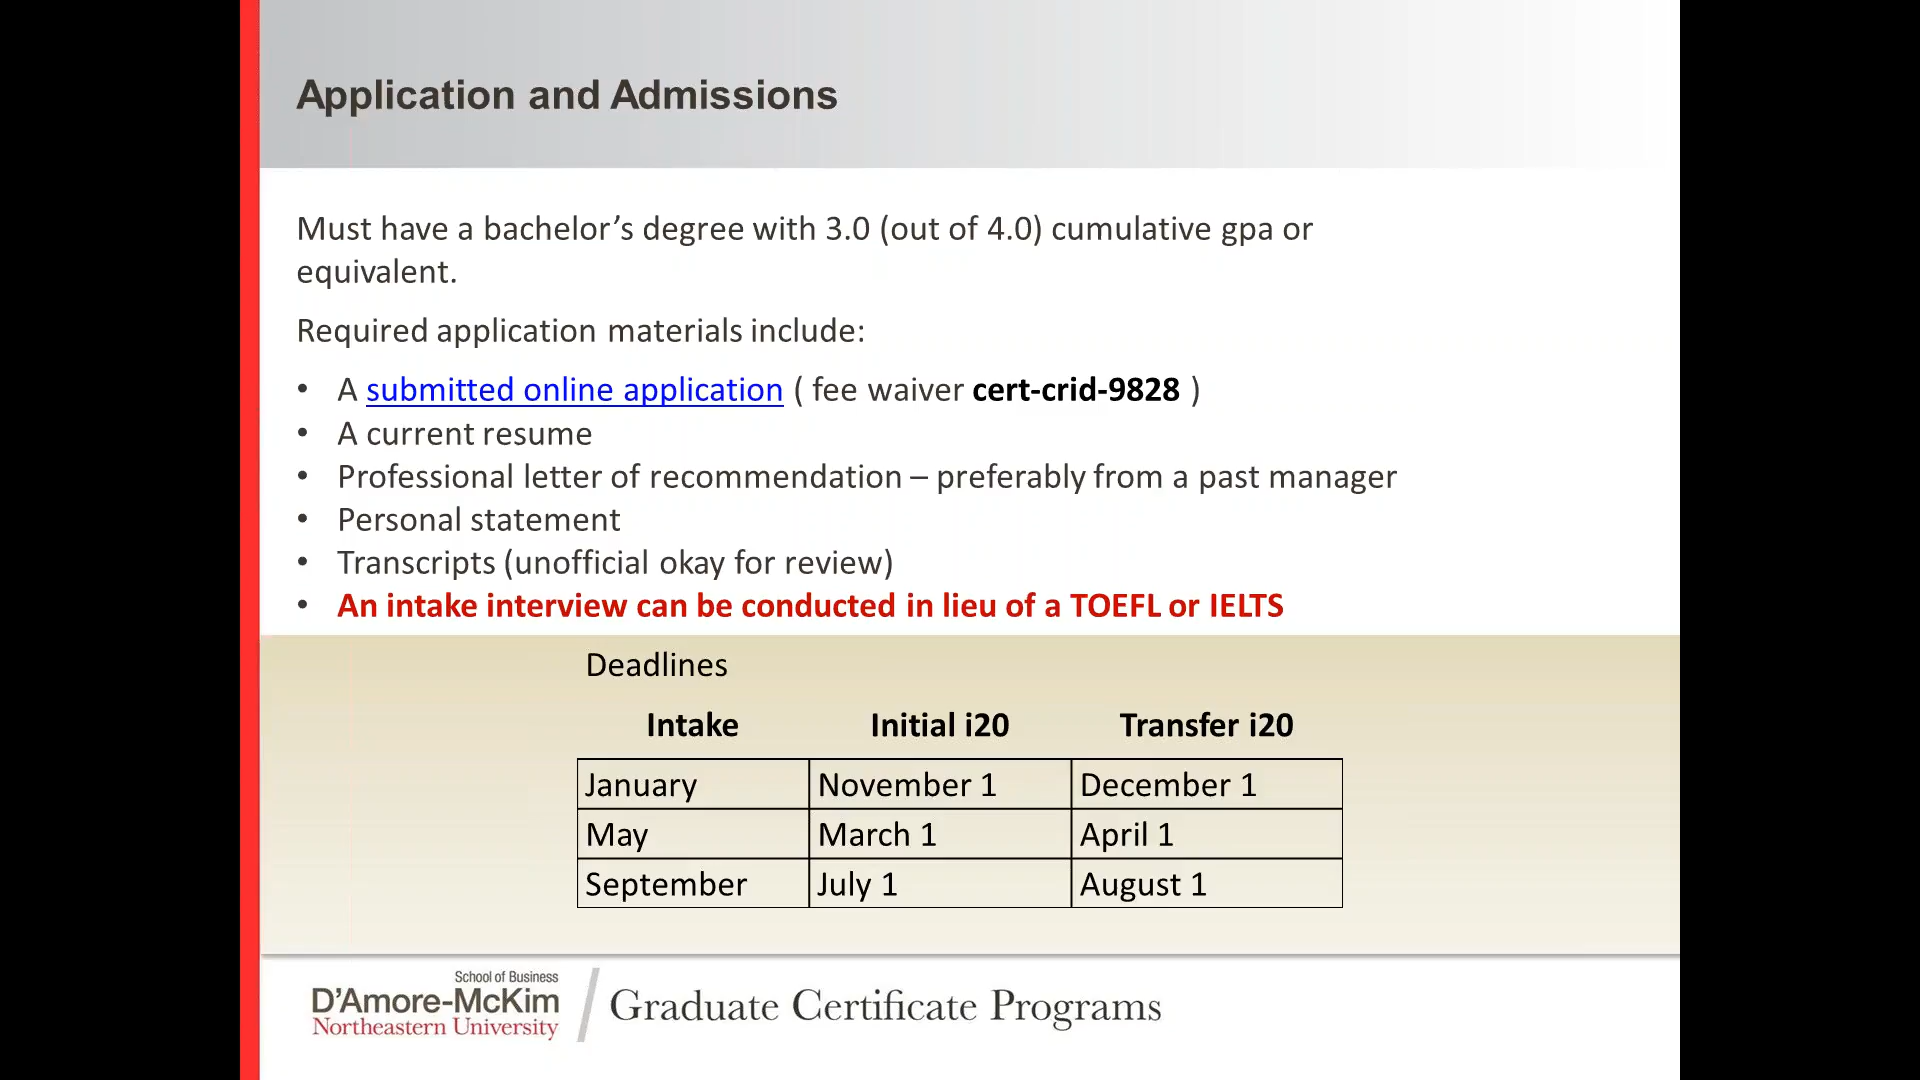 Application and Admissions
Must have a bachelor’s degree with 3.0 (out of 4.0) cumulative gpa or
equivalent.
Required application materials include:
• A submitted online application ( fee waiver cert-crid-9828 )
• A current resume
• Professional letter of recommendation – preferably from a past manager
• Personal statement
• Transcripts (unofficial okay for review)
• An intake interview can be conducted in lieu of a TOEFL or IELTS
Deadlines
Intake Initial i20 Transfer i20
January November 1 December 1
May March 1 April 1
September July 1 August 1
School of Business
D’Amore-McKim
Northeastern University
Graduate Certificate Programs